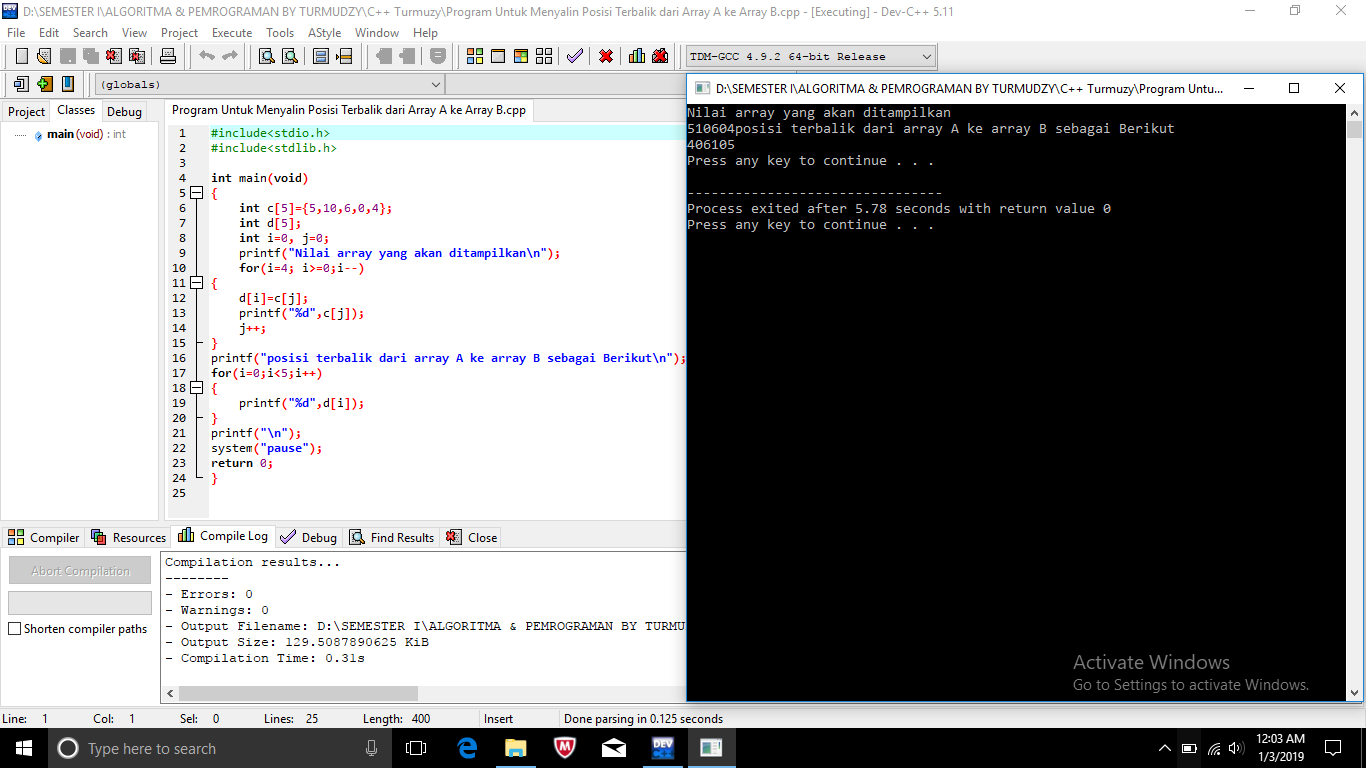 D:\SEMESTER I\ALGORITMA & PEMROGRAMAN BY TURMUDZY\C++ Turmuzy\Program Untuk Menyalin Posisi Terbalik dari Array A ke Array B.cpp - [Executing] - Dev-C++ 5.11
File Edit Search View Project Execute Tools AStyle Window Help
TDM-GCC 4.9.2 64-bit Release
(globals)
Project Classes Debug
main (void) : int
Program Untuk Menyalin Posisi Terbalik dari Array A ke Array B.cpp
1 #include<stdio.h>
2 #include<stdlib.h>
3
4 int main(void)
5 {
6 int c[5]={5,10,6,0,4};
7 int d[5];
8 int i=0, j=0;
9 printf("Nilai array yang akan ditampilkan\n");
10 for(i=4; i>=0;i--)
11 {
12 d[i]=c[j];
13 printf("%d",c[j]);
14 j++;
15 }
16 printf("posisi terbalik dari array A ke array B sebagai Berikut\n");
17 for(i=0;i<5;i++)
18 {
19 printf("%d",d[i]);
20 }
21 printf("\n");
22 system("pause");
23 return 0;
24 }
25
D:\SEMESTER I\ALGORITMA & PEMROGRAMAN BY TURMUDZY\C++ Turmuzy\Program Untu...
Nilai array yang akan ditampilkan
510604posisi terbalik dari array A ke array B sebagai Berikut
406105
Press any key to continue . . .
--------------------------------
Process exited after 5.78 seconds with return value 0
Press any key to continue . . .
Activate Windows
Go to Settings to activate Windows.
Compiler Resources Compile Log Debug Find Results Close
Abort Compilation
Shorten compiler paths
Compilation results...
--------
- Errors: 0
- Warnings: 0
- Output Filename: D:\SEMESTER I\ALGORITMA & PEMROGRAMAN BY TURMU
- Output Size: 129.5087890625 KiB
- Compilation Time: 0.31s
Line: 1 Col: 1 Sel: 0 Lines: 25 Length: 400 Insert Done parsing in 0.125 seconds
Type here to search
DEV
12:03 AM
1/3/2019